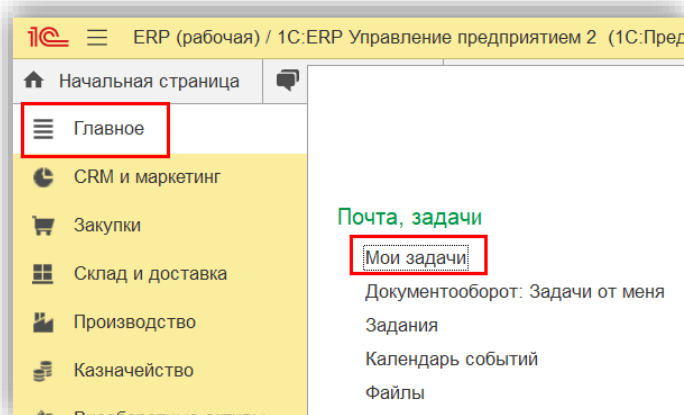 1С ERP (рабочая) / 1С:ERP Управление предприятием 2 (1С:Пред
Начальная страница
Главное
CRM и маркетинг
Закупки
Склад и доставка
Производство
Казначейство
Почта, задачи
Мои задачи
Документооборот: Задачи от меня
Задания
Календарь событий
Файлы